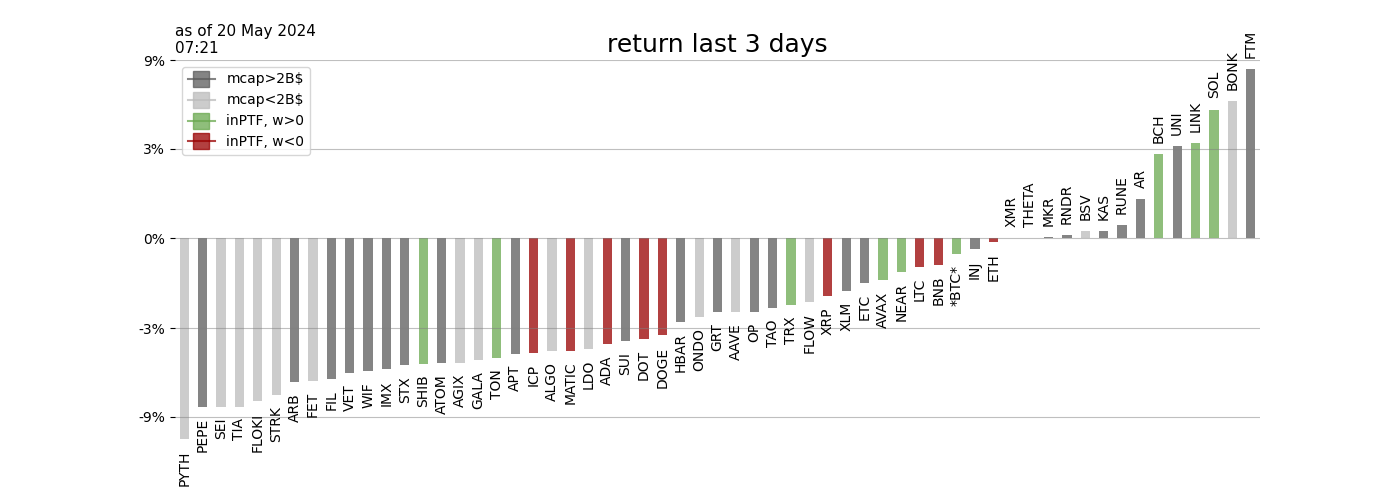 as of 20 May 2024
07:21
return last 3 days
9%
3%
0%
-3%
-9%
mcap>2B$
mcap<2B$
inPTF, w>0
inPTF, w<0
PYTH
PEPE
SEI
TIA
FLOKI
STRK
ARB
FET
FIL
VET
WIF
IMX
STX
SHIB
ATOM
AGIX
GALA
TON
APT
ICP
ALGO
MATIC
LDO
ADA
SUI
DOT
DOGE
HBAR
ONDO
GRT
AAVE
OP
TAO
TRX
FLOW
XRP
XLM
ETC
AVAX
NEAR
LTC
BNB
*BTC*
INJ
ETH
XMR
THETA
MKR
RNDR
BSV
KAS
RUNE
AR
BCH
UNI
LINK
SOL
BONK
FTM